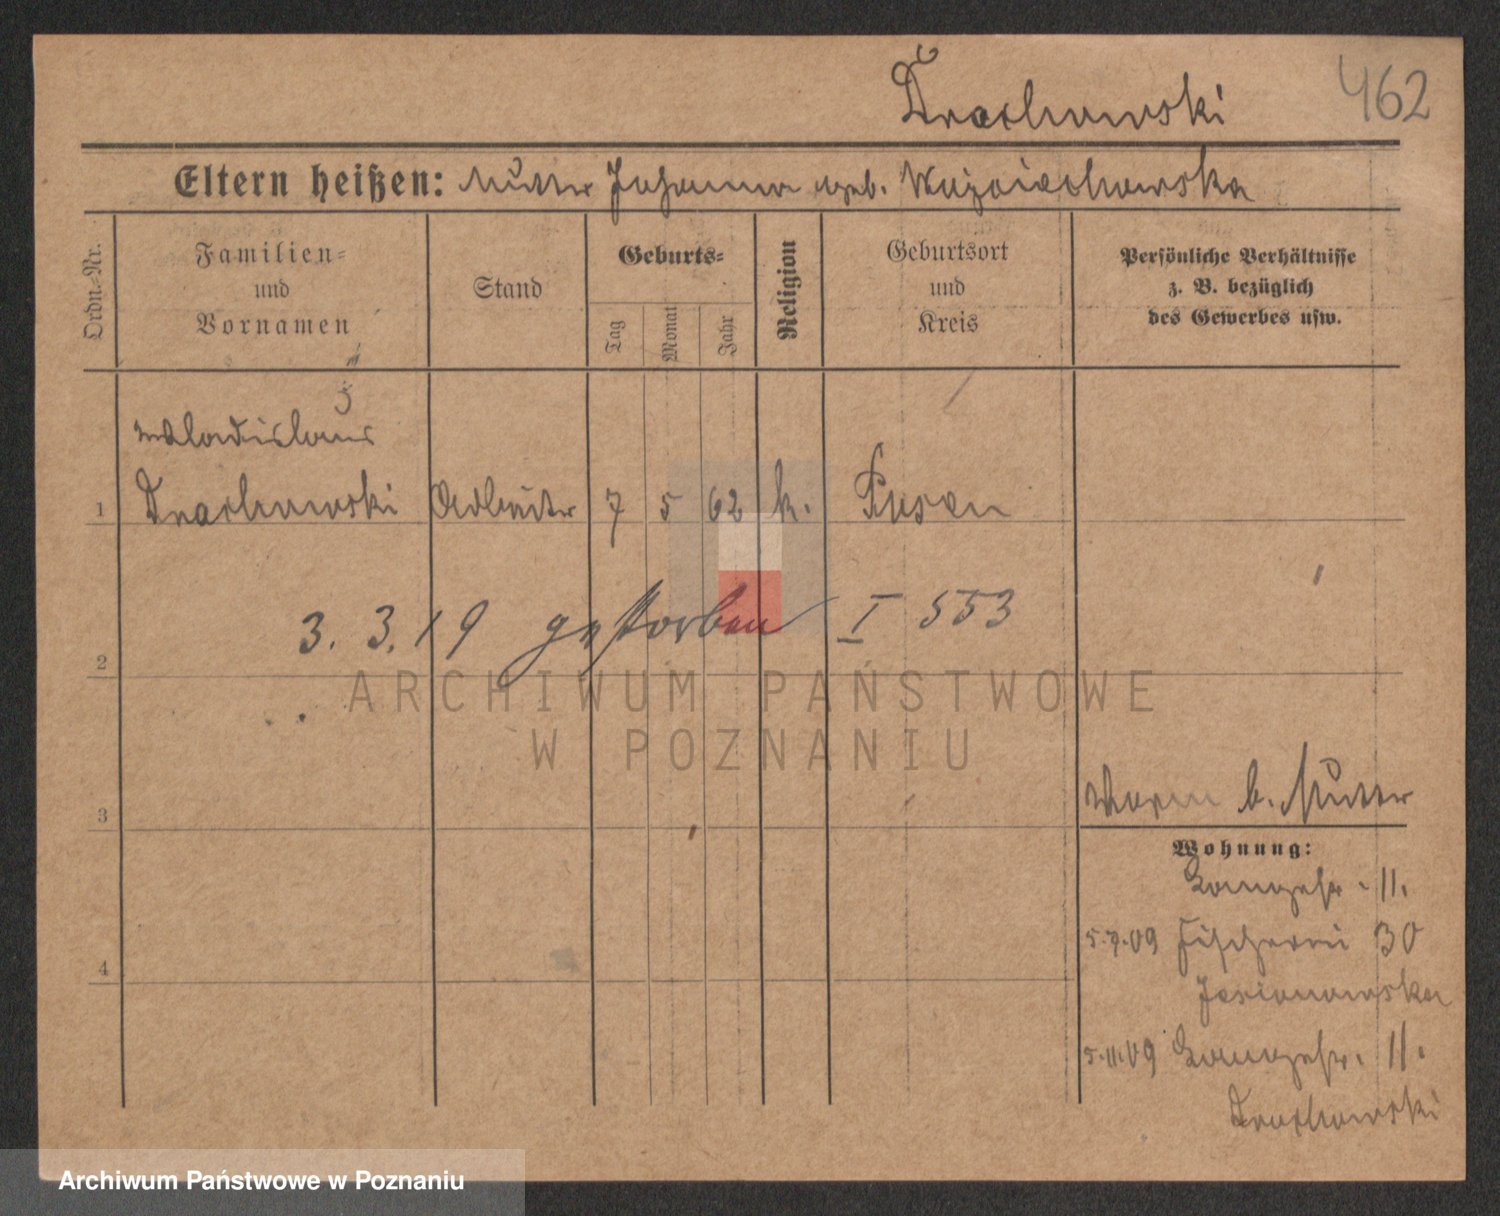 Drachowski
462
Eltern heißen: Mutter Johanna geb. Woyciechowska
Ordn.-Nr.
Familien-
und
Vornamen
Stand
Geburts-
Tag
Monat
Jahr
Religion
Geburtsort
und
Kreis
Persönliche Verhältnisse
z. B. bezüglich
des Gewerbes usw.
Wladislaus
1 Drachowski Arbeiter 7 5 62 k. Posen
3. 3. 19 gestorben I 553
2
ARCHIWUM PAŃSTWOWE
W POZNANIU
b. Mutter
3
Wohnung:
11.
5.7.09 Fischerei 30
4
Jasianowska
5.11.09 11.
Drachowski
Archiwum Państwowe w Poznaniu